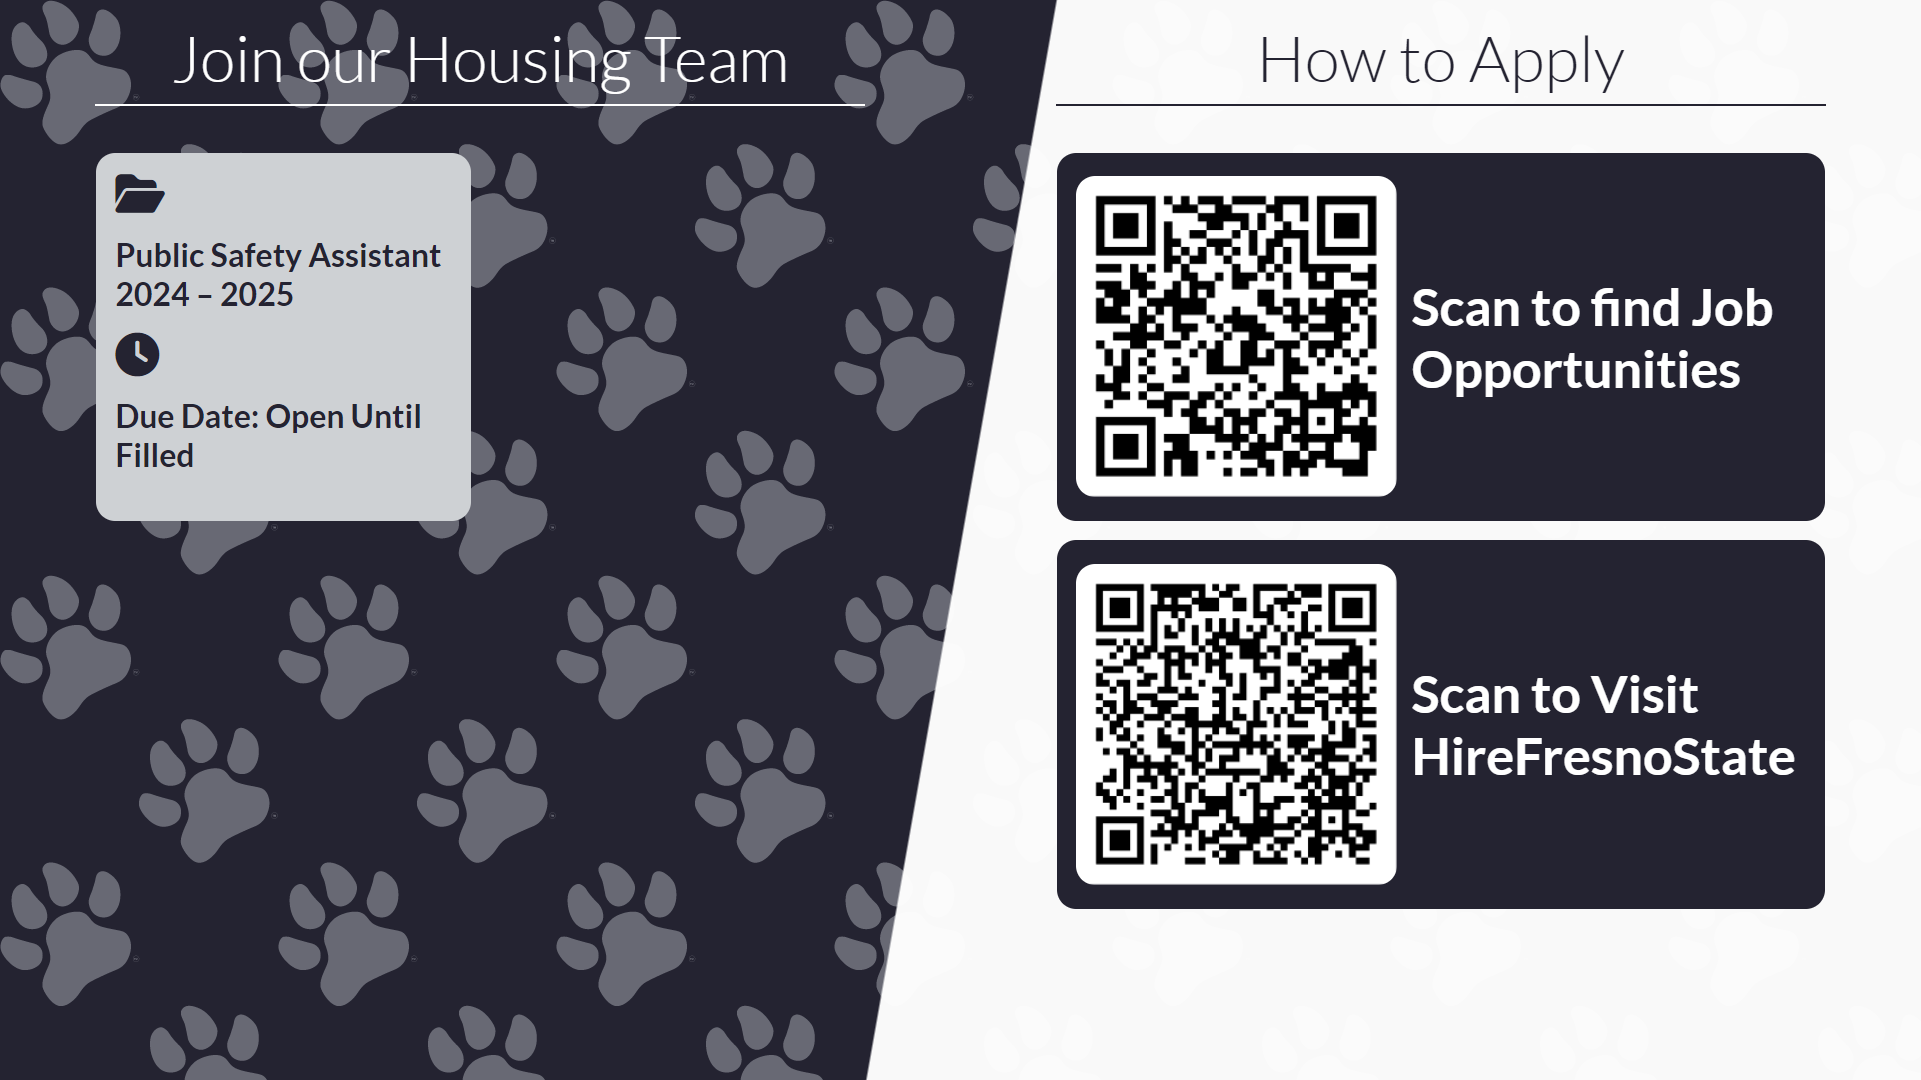 Join our Housing Team
Public Safety Assistant
2024 – 2025
Due Date: Open Until
Filled
How to Apply
Scan to find Job
Opportunities
Scan to Visit
HireFresnoState